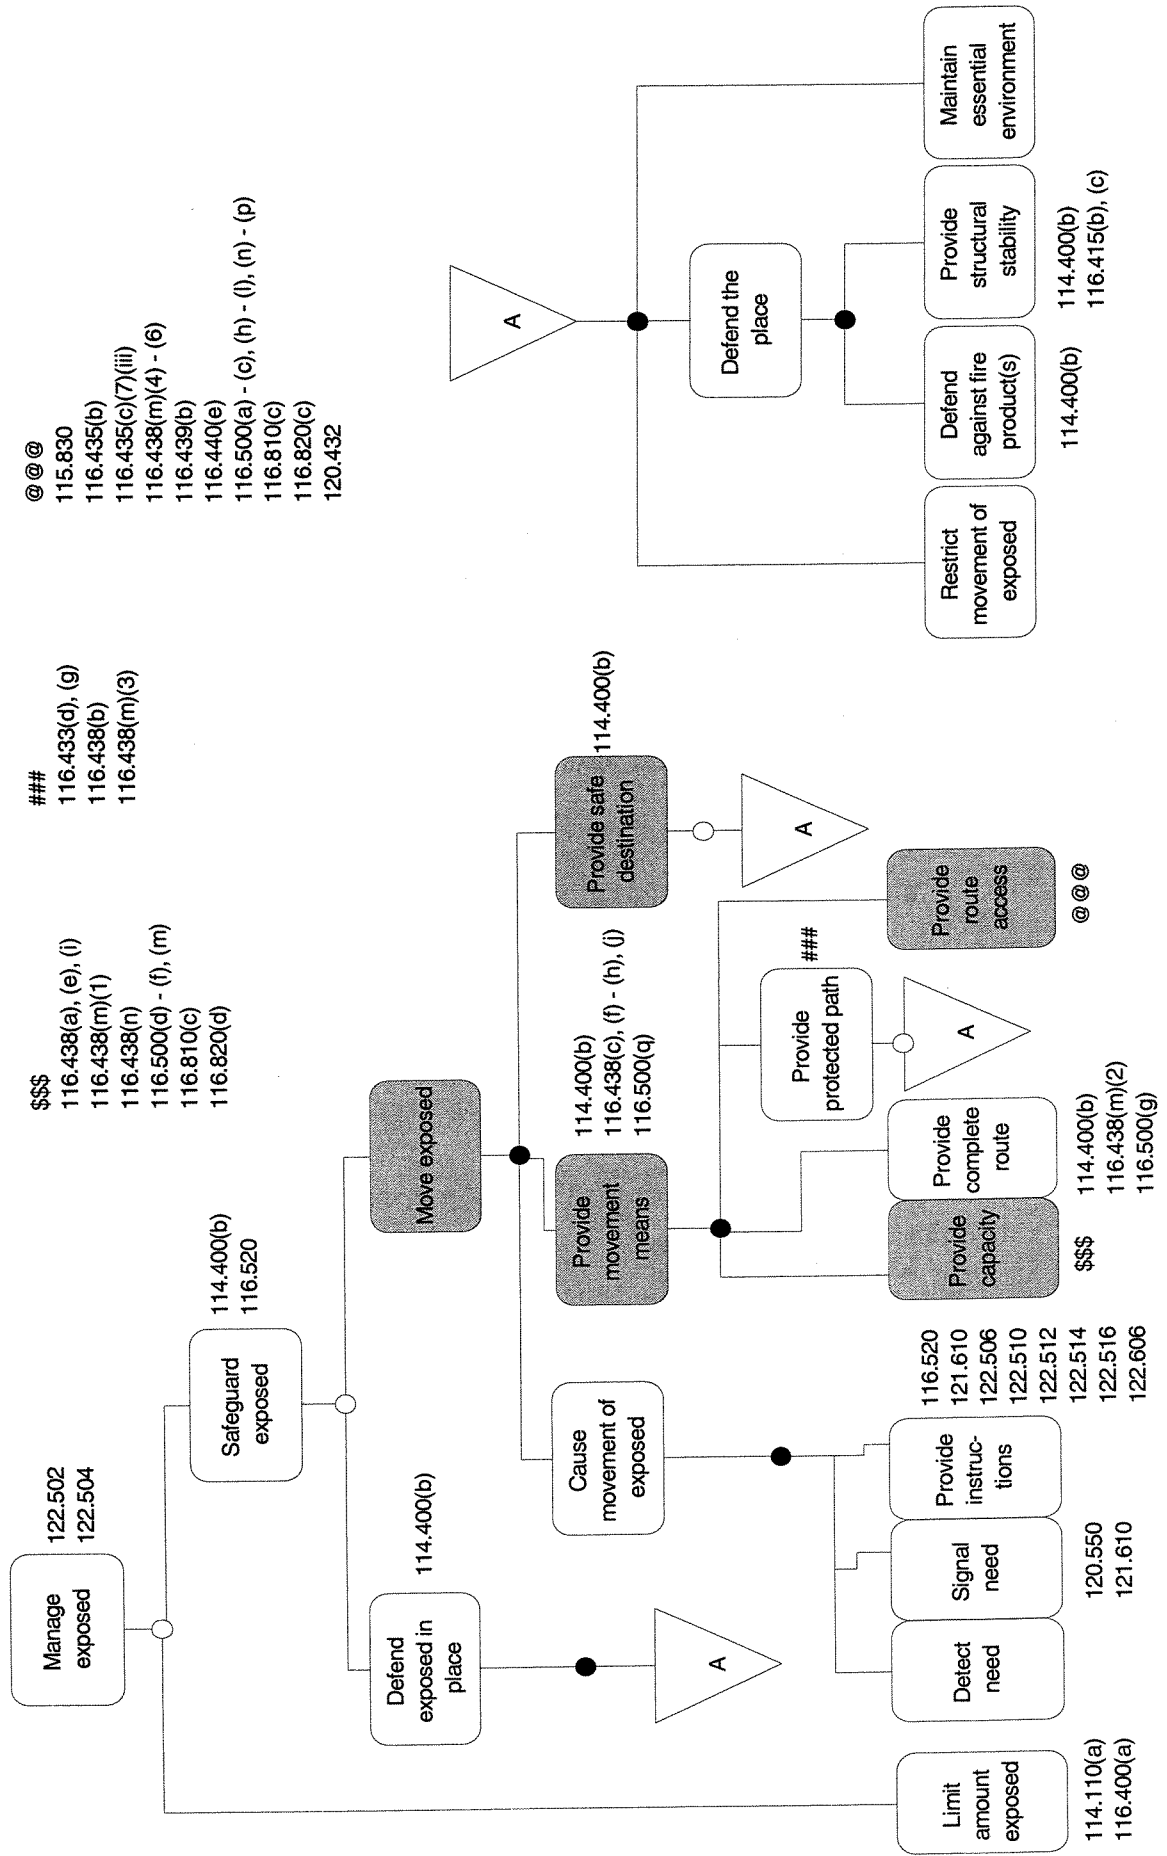 $$$
116.438(a), (e), (i)
116.438(m)(1)
116.438(n)
116.500(d) - (f), (m)
116.810(c)
116.820(d)
###
116.433(d), (g)
116.438(b)
116.438(m)(3)
@@@
115.830
116.435(b)
116.435(c)(7)(iii)
116.438(m)(4) - (6)
116.439(b)
116.440(e)
116.500(a) - (c), (h) - (l), (n) - (p)
116.810(c)
116.820(c)
120.432
Manage
exposed
122.502
122.504
Safeguard
exposed
114.400(b)
116.520
Defend
exposed in
place
114.400(b)
A
Move exposed
Cause
movement of
exposed
Provide
movement
means
114.400(b)
116.438(c), (f) - (h), (j)
116.500(q)
Provide safe
destination
114.400(b)
A
Provide
protected path
###
A
Limit
amount
exposed
114.110(a)
116.400(a)
Detect
need
Signal
need
120.550
121.610
Provide
instruc-
tions
116.520
121.610
122.506
122.510
122.512
122.514
122.516
122.606
Provide
capacity
$$$
Provide
complete
route
114.400(b)
116.438(m)(2)
116.500(g)
Provide
route
access
@@@
A
Defend the
place
Restrict
movement of
exposed
Defend
against fire
product(s)
114.400(b)
Provide
structural
stability
114.400(b)
116.415(b), (c)
Maintain
essential
environment